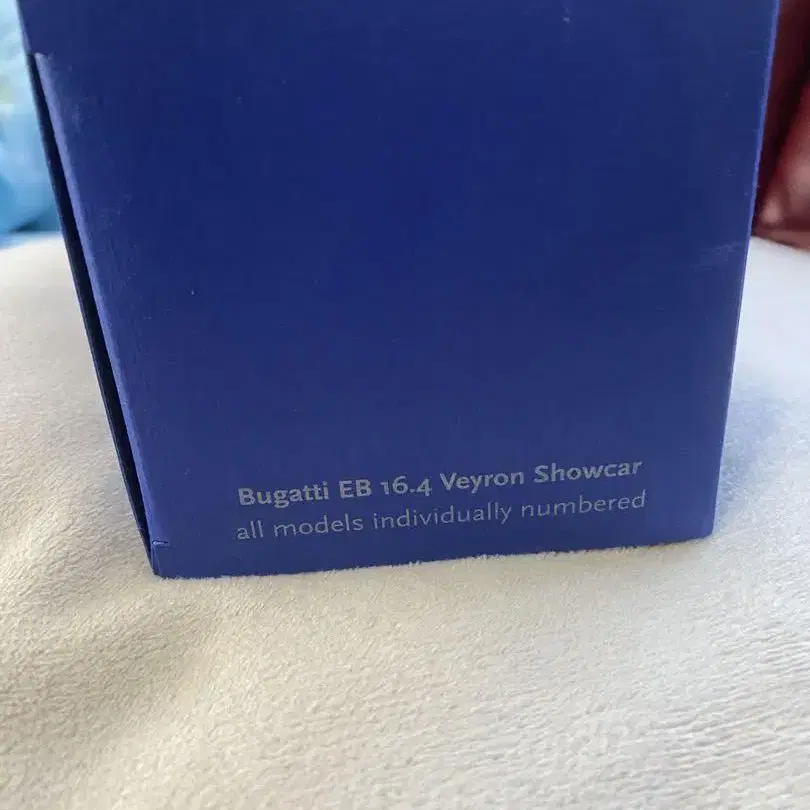 Bugatti EB 16.4 Veyron Showcar
all models individually numbered